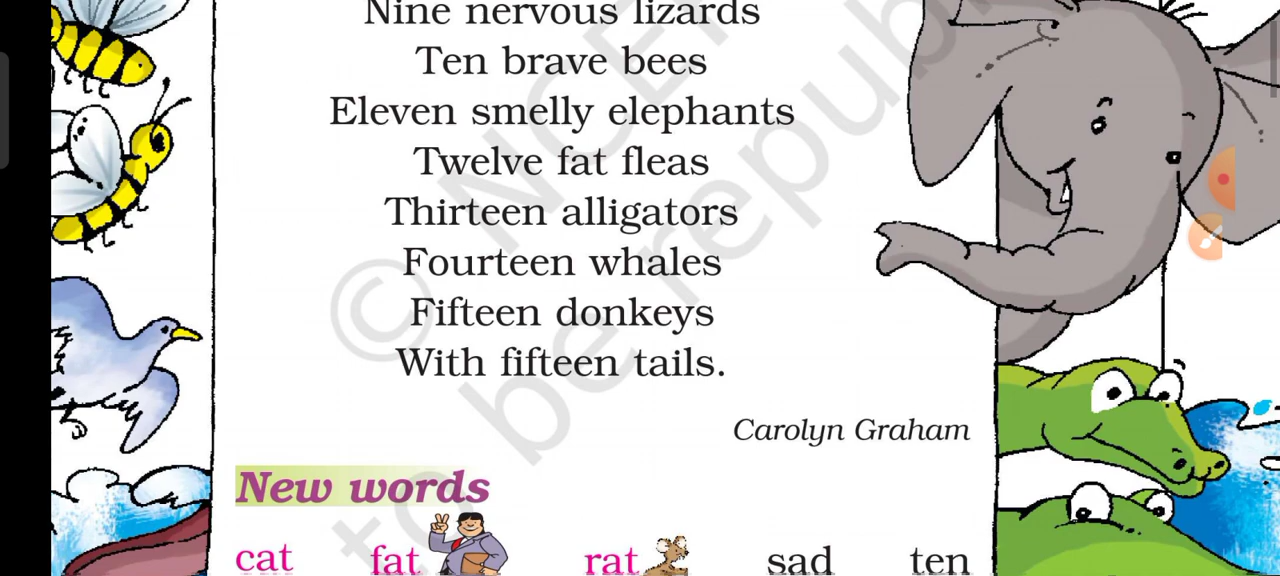 Nine nervous lizards
Ten brave bees
Eleven smelly elephants
Twelve fat fleas
Thirteen alligators
Fourteen whales
Fifteen donkeys
With fifteen tails.
Carolyn Graham
New words
cat fat rat sad ten